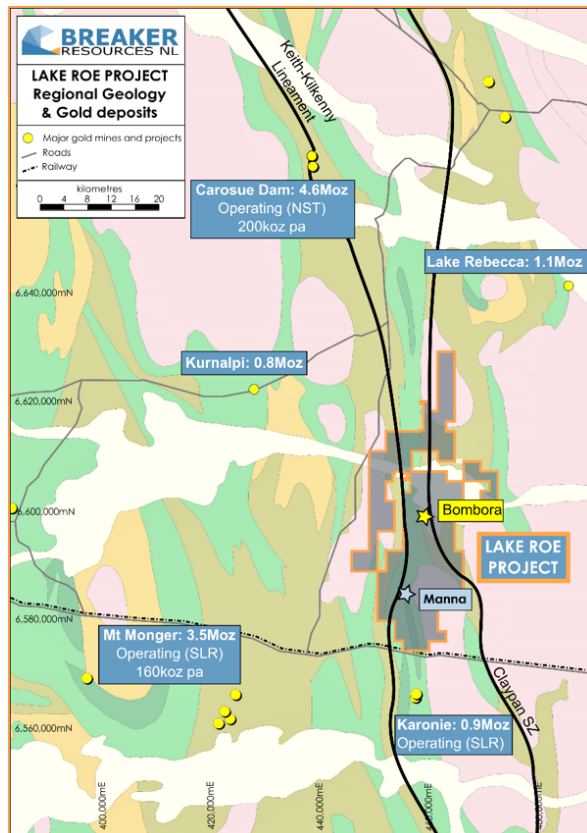 BREAKER
RESOURCES NL
LAKE ROE PROJECT
Regional Geology
& Gold deposits
Major gold mines and projects
Roads
Railway
kilometres
0 4 8 12 16 20
Keith-Kilkenny
Lineament
Carosue Dam: 4.6Moz
Operating (NST)
200koz pa
Lake Rebecca: 1.1Moz
6,640,000mN
Kurnalpi: 0.8Moz
6,620,000mN
6,600,000mN
Bombora
LAKE ROE
PROJECT
Manna
6,580,000mN
Mt Monger: 3.5Moz
Operating (SLR)
160koz pa
Karonie: 0.9Moz
Operating (SLR)
Claypan SZ
6,560,000mN
400,000mE
420,000mE
440,000mE